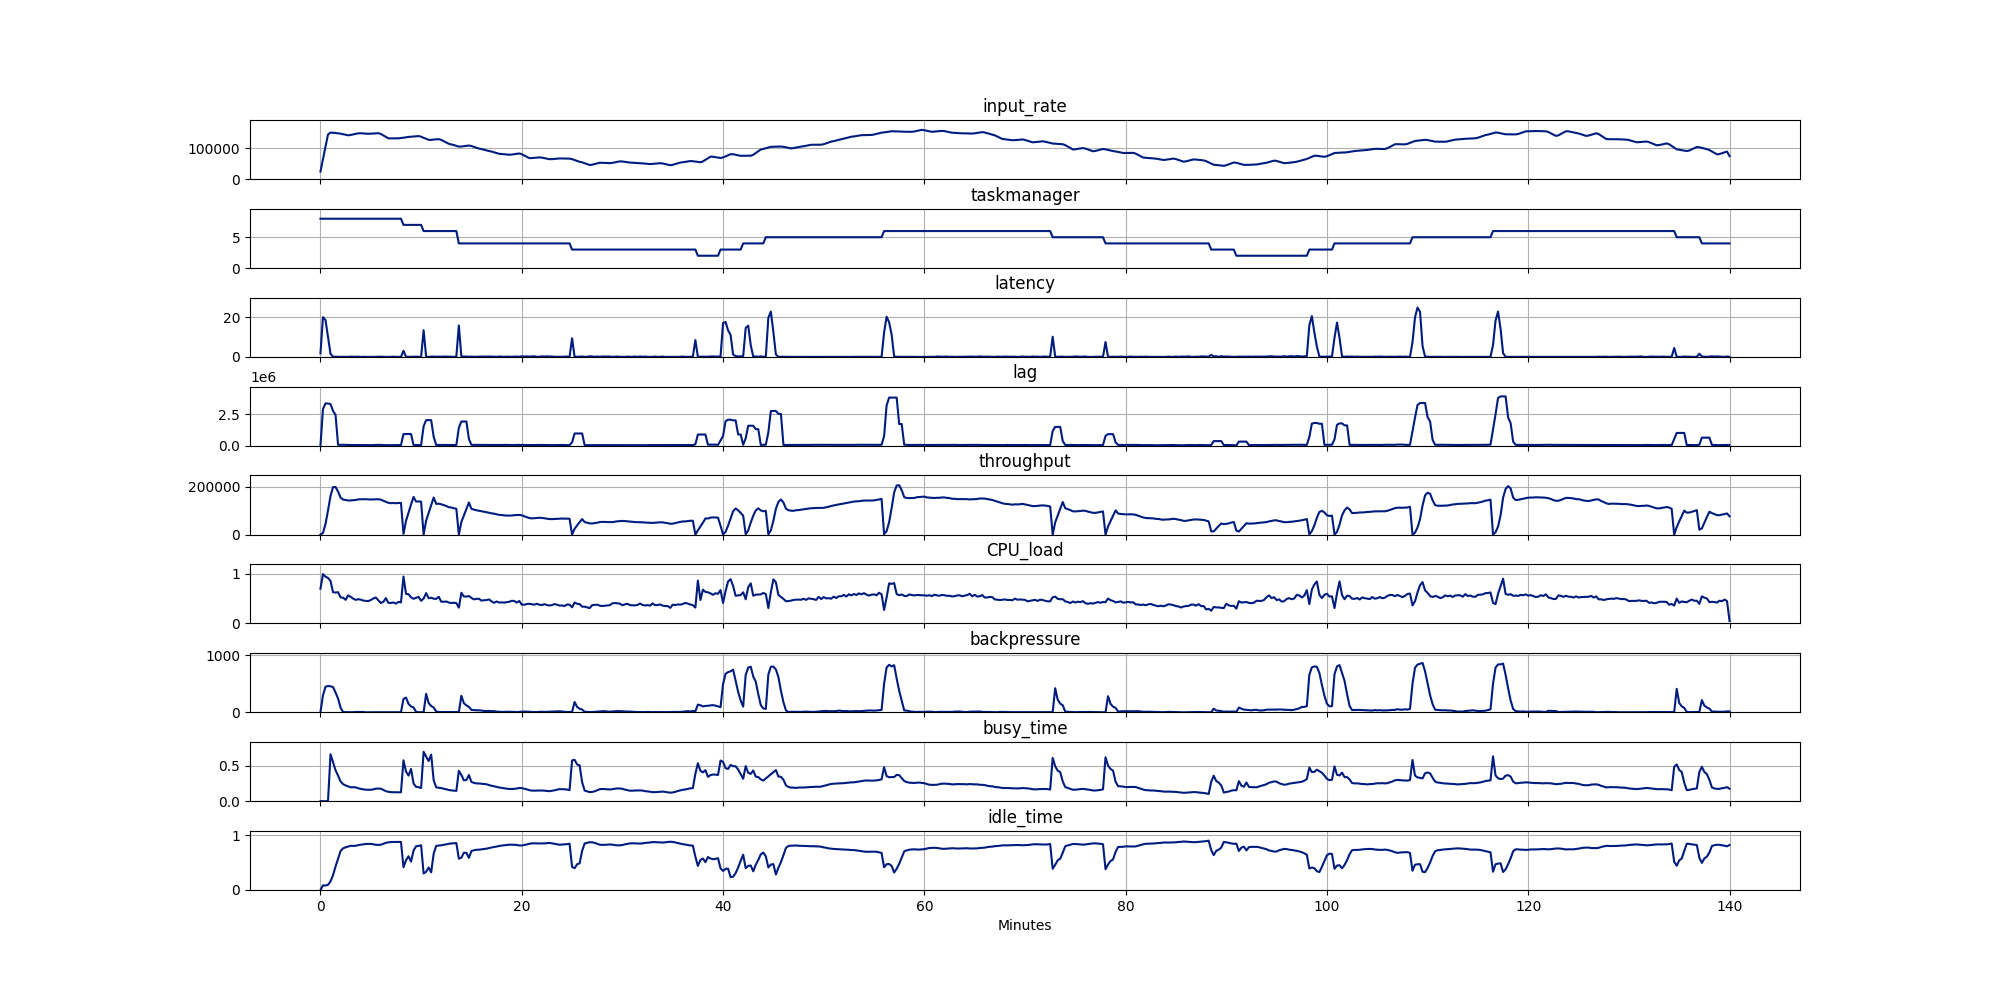 input_rate
100000
0
taskmanager
5
0
latency
20
0
1e6
lag
2.5
0.0
throughput
200000
0
CPU_load
1
0
backpressure
1000
0
busy_time
0.5
0.0
idle_time
1
0
0 20 40 60 80 100 120 140
Minutes